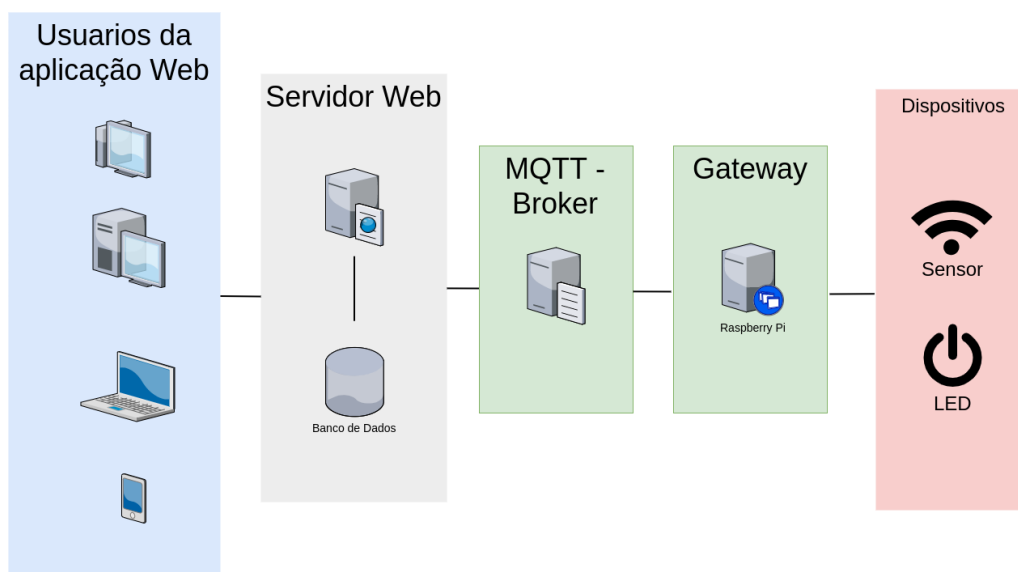 Usuarios da
aplicação Web
Servidor Web
Banco de Dados
MQTT -
Broker
Gateway
Raspberry Pi
Dispositivos
Sensor
LED